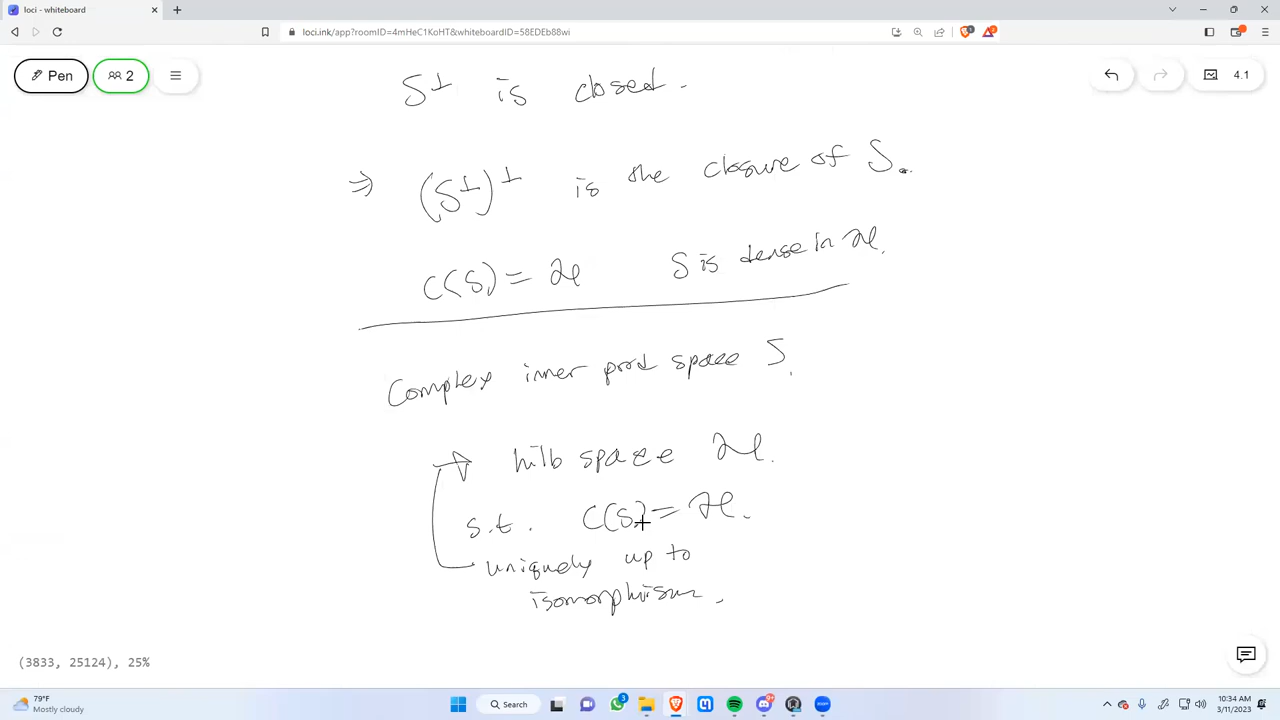 loci - whiteboard
loci.ink/app?roomID=4mHeC1KoHT&whiteboardID=58EDEb88wi
Pen
2
4.1
S⊥ is closed.
⇒ (S⊥)⊥ is the closure of S.
C(S) = ℋ S is dense in ℋ.
Complex inner prod space S.
→ hilb space ℋ.
s.t. C(S) = ℋ.
uniquely up to
isomorphism.
(3833, 25124), 25%
79°F
Mostly cloudy
Search
3
10:34 AM
3/11/2023